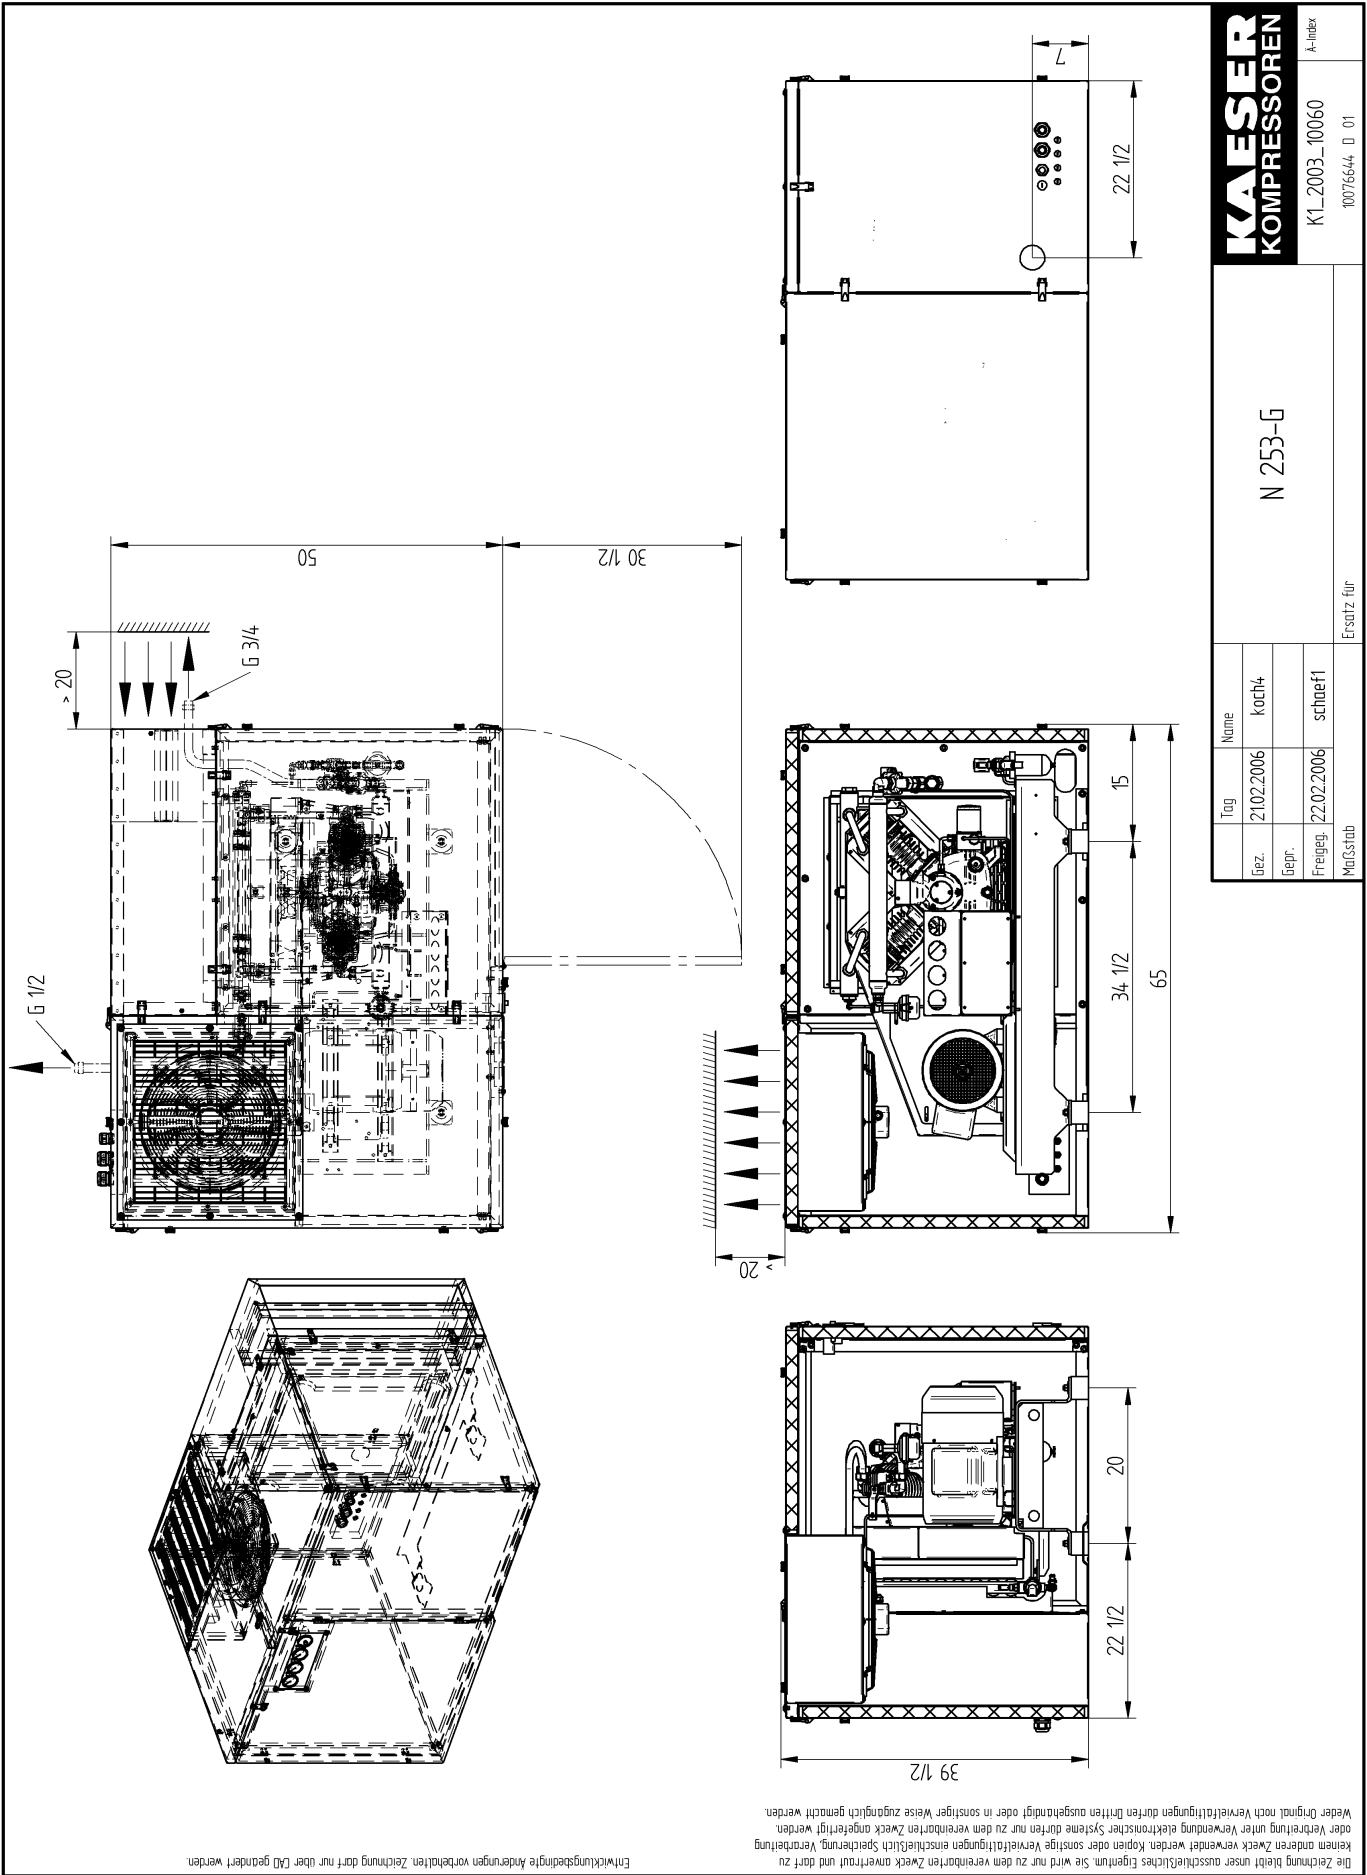 KAESER
KOMPRESSOREN
K1_2003_10060
Ä-Index
10076644 D 01
N 253-G
Ersatz für
Tag
Name
Gez.
21.02.2006
koch4
Gepr.
Freigeg.
22.02.2006
schaef1
Maßstab
G 1/2
G 3/4
> 20
50
30 1/2
7
22 1/2
15
34 1/2
65
> 20
20
22 1/2
39 1/2
Entwicklungsbedingte Änderungen vorbehalten. Zeichnung darf nur über CAD geändert werden.
Die Zeichnung bleibt unser ausschließliches Eigentum. Sie wird nur zu dem vereinbarten Zweck anvertraut und darf zu
keinem anderen Zweck verwendet werden. Kopien oder sonstige Vervielfältigungen einschließlich Speicherung, Verarbeitung
oder Verbreitung unter Verwendung elektronischer Systeme dürfen nur zu dem vereinbarten Zweck angefertigt werden.
Weder Original noch Vervielfältigungen dürfen Dritten ausgehändigt oder in sonstiger Weise zugänglich gemacht werden.